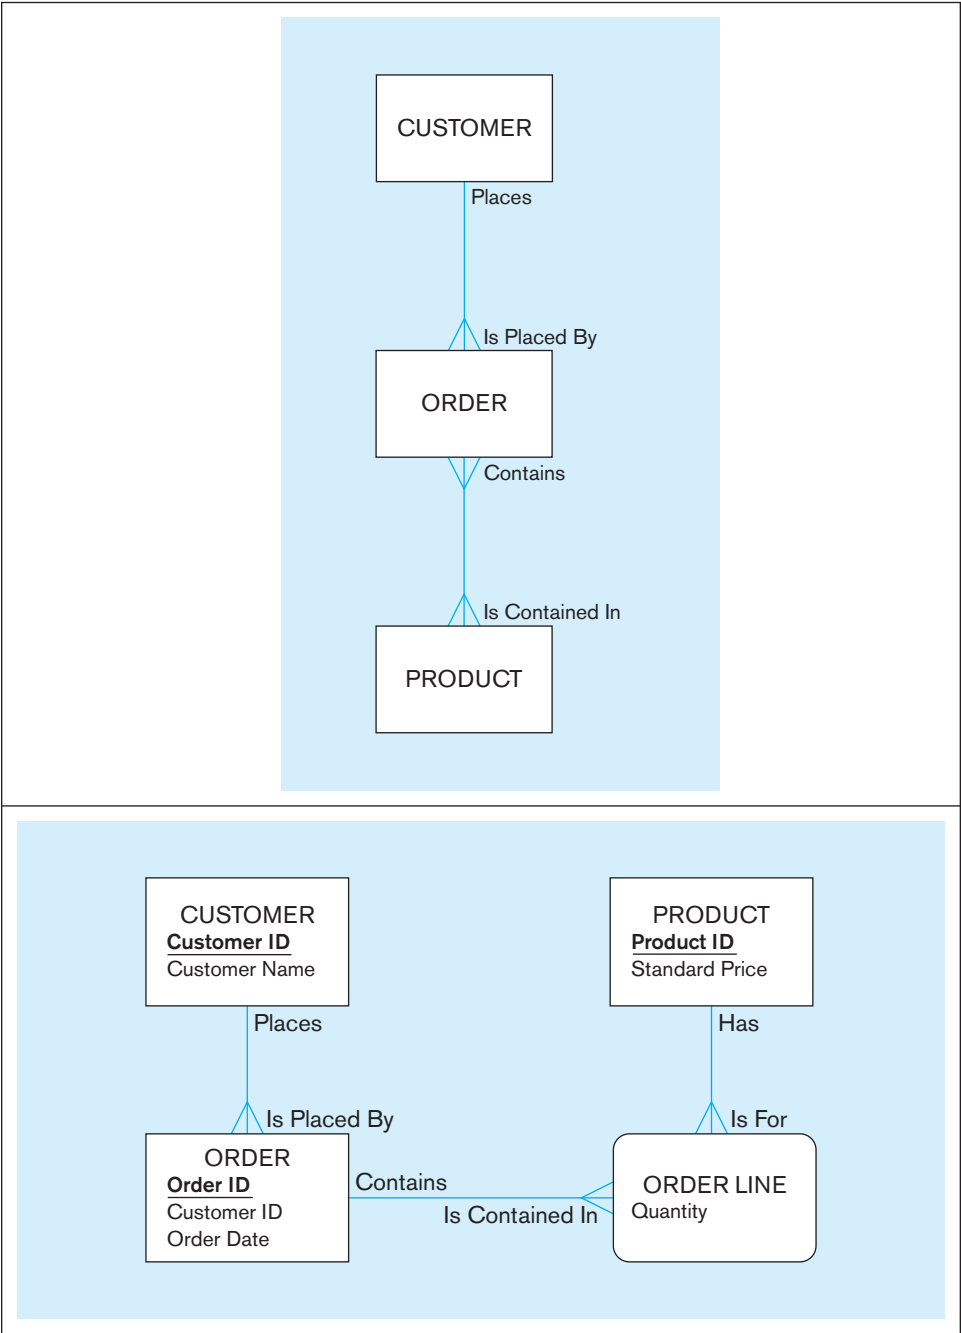 CUSTOMER
Places
Is Placed By
ORDER
Contains
Is Contained In
PRODUCT
CUSTOMER
Customer ID
Customer Name
Places
Is Placed By
ORDER
Order ID
Customer ID
Order Date
Contains
Is Contained In
PRODUCT
Product ID
Standard Price
Has
Is For
ORDER LINE
Quantity